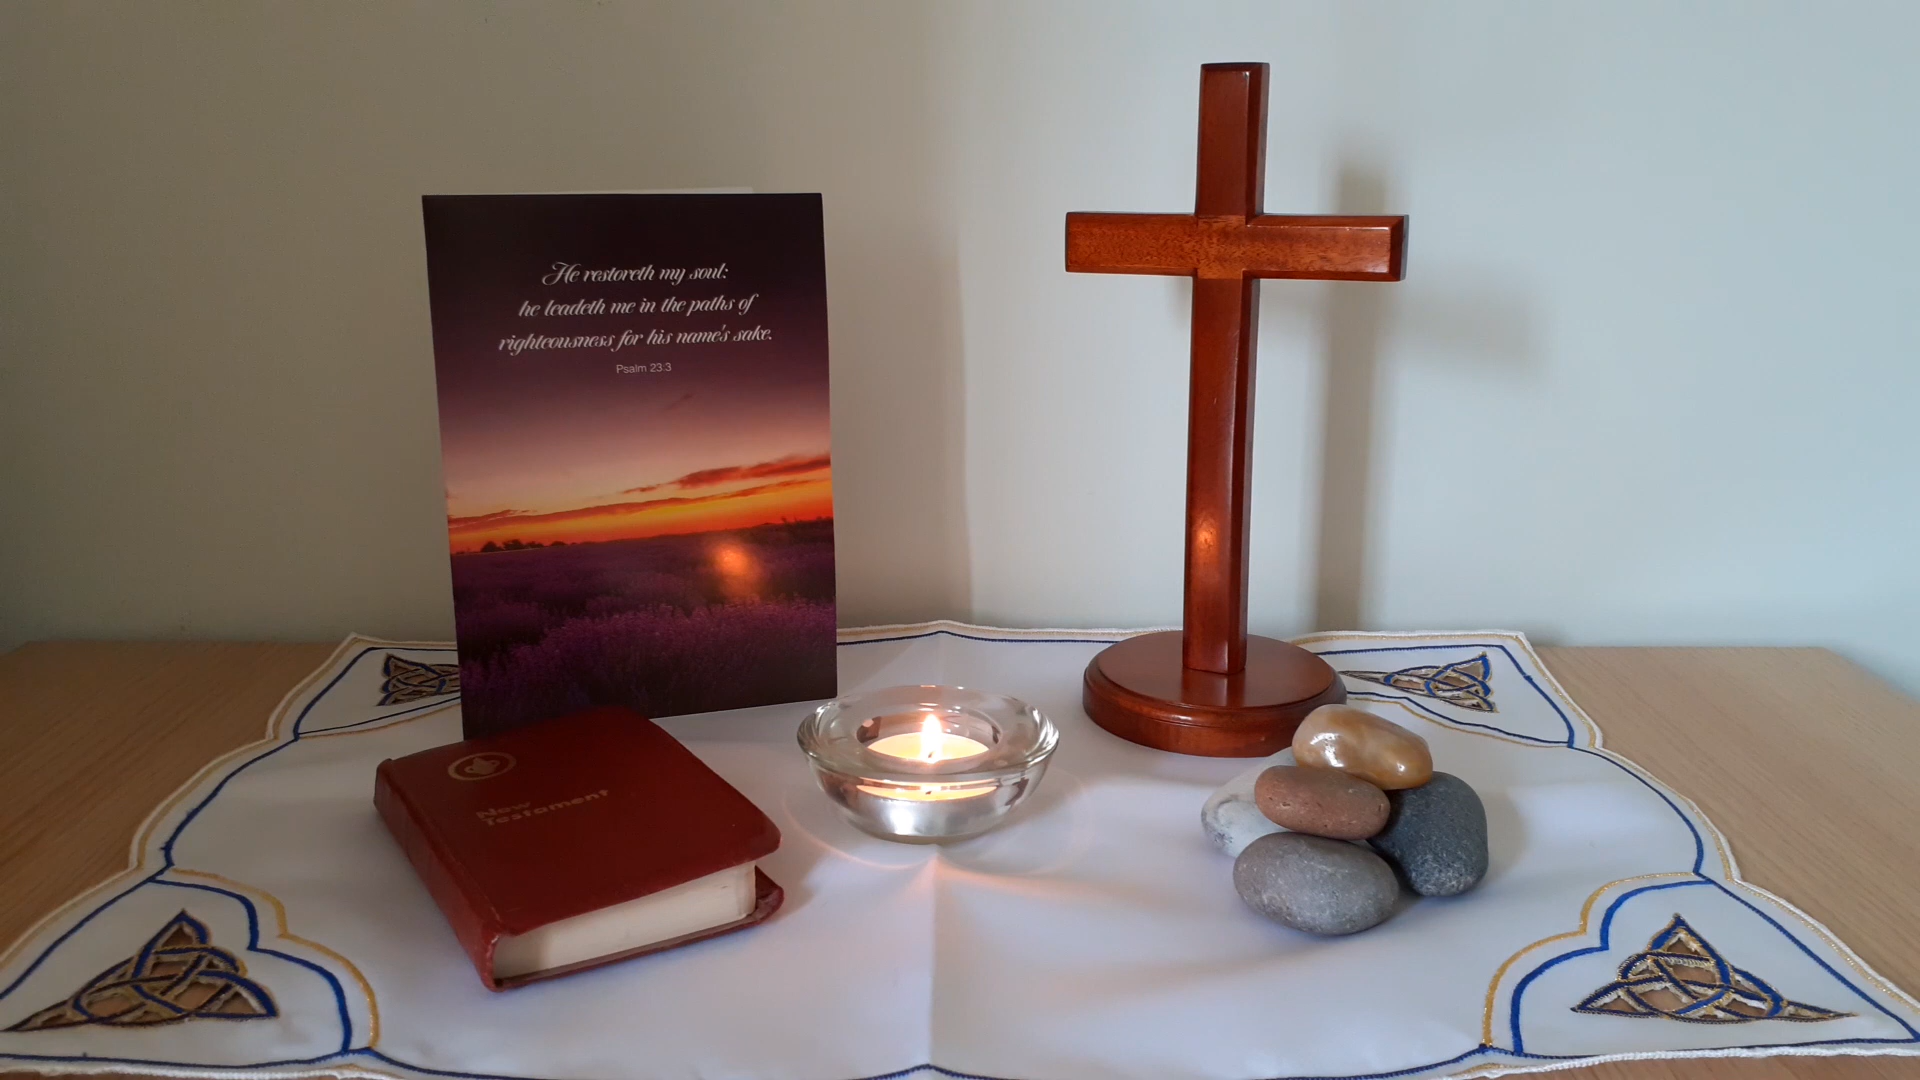 He restoreth my soul:
he leadeth me in the paths of
righteousness for his name's sake.
Psalm 23:3
New
Testament